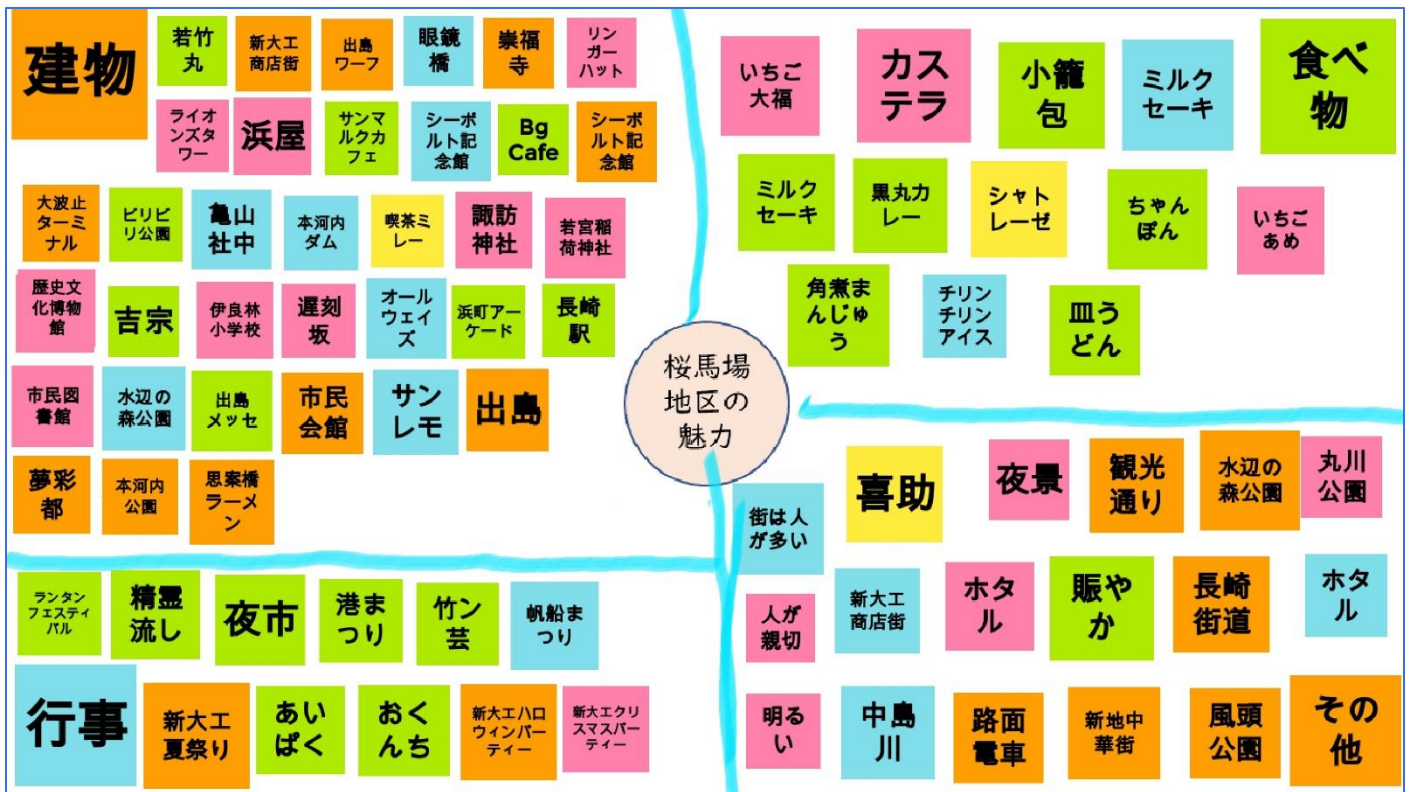 建物
若竹
丸
新大工
商店街
出島
ワーフ
眼鏡
橋
崇福
寺
リン
ガー
ハット
ライオ
ンズタ
ワー
浜屋
サンマ
ルクカ
フェ
シーボ
ルト記
念館
Bg
Cafe
シーボ
ルト記
念館
大波止
ターミ
ナル
ビリビ
リ公園
亀山
社中
本河内
ダム
喫茶ミ
レー
諏訪
神社
若宮稲
荷神社
歴史文
化博物
館
吉宗
伊良林
小学校
遅刻
坂
オール
ウェイ
ズ
浜町アー
ケード
長崎
駅
市民図
書館
水辺の
森公園
出島
メッセ
市民
会館
サン
レモ
出島
夢彩
都
本河内
公園
思案橋
ラーメ
ン
いちご
大福
カス
テラ
小籠
包
ミルク
セーキ
食べ
物
ミルク
セーキ
黒丸カ
レー
シャト
レーゼ
ちゃん
ぽん
いちご
あめ
角煮ま
んじゅ
う
チリン
チリン
アイス
皿う
どん
桜馬場
地区の
魅力
ランタン
フェスティ
バル
精霊
流し
夜市
港ま
つり
竹ン
芸
帆船ま
つり
行事
新大工
夏祭り
あい
ぱく
おく
んち
新大工ハロ
ウィンパー
ティー
新大工クリ
スマスパー
ティー
街は人
が多い
喜助
夜景
観光
通り
水辺の
森公園
丸川
公園
人が
親切
新大工
商店街
ホタ
ル
賑や
か
長崎
街道
ホタ
ル
明る
い
中島
川
路面
電車
新地中
華街
風頭
公園
その
他